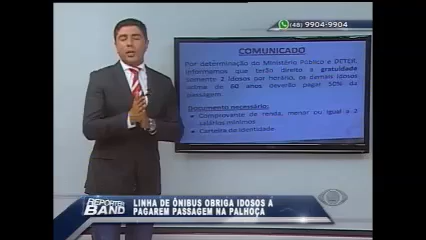 (48) 9904-9904
COMUNICADO
Por determinação do Ministério Público e DETER,
informamos que terão direito a gratuidade
somente 2 idosos por horário, os demais idosos
acima de 60 anos deverão pagar 50% da
passagem.
Documento necessário:
• Comprovante de renda, menor ou igual a 2
salários mínimos
• Carteira de identidade
REPÓRTER
BAND
LINHA DE ÔNIBUS OBRIGA IDOSOS A
PAGAREM PASSAGEM NA PALHOÇA